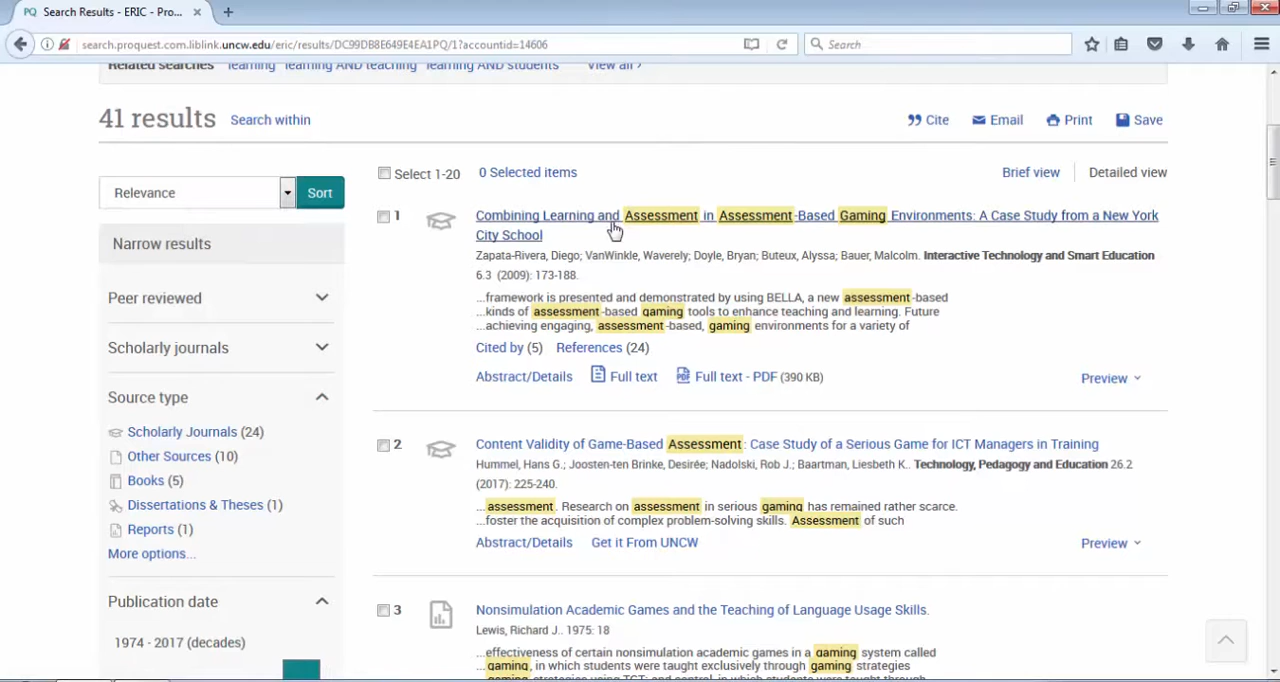 Search Results - ERIC - Pro...
search.proquest.com.liblink.uncw.edu/eric/results/DC99DB8E649E4EA1PQ/1?accountid=14606
Search
Related searches learning learning AND teaching learning AND students View all ›
41 results Search within
Cite Email Print Save
Select 1-20 0 Selected items Brief view Detailed view
Relevance Sort
Narrow results
Peer reviewed
Scholarly journals
Source type
Scholarly Journals (24)
Other Sources (10)
Books (5)
Dissertations & Theses (1)
Reports (1)
More options...
Publication date
1974 - 2017 (decades)
1 Combining Learning and Assessment in Assessment-Based Gaming Environments: A Case Study from a New York
City School
Zapata-Rivera, Diego; VanWinkle, Waverely; Doyle, Bryan; Buteux, Alyssa; Bauer, Malcolm. Interactive Technology and Smart Education
6.3 (2009): 173-188.
...framework is presented and demonstrated by using BELLA, a new assessment-based
...kinds of assessment-based gaming tools to enhance teaching and learning. Future
...achieving engaging, assessment-based, gaming environments for a variety of
Cited by (5) References (24)
Abstract/Details Full text Full text - PDF (390 KB) Preview
2 Content Validity of Game-Based Assessment: Case Study of a Serious Game for ICT Managers in Training
Hummel, Hans G.; Joosten-ten Brinke, Desirée; Nadolski, Rob J.; Baartman, Liesbeth K.. Technology, Pedagogy and Education 26.2
(2017): 225-240.
...assessment. Research on assessment in serious gaming has remained rather scarce.
...foster the acquisition of complex problem-solving skills. Assessment of such
Abstract/Details Get it From UNCW Preview
3 Nonsimulation Academic Games and the Teaching of Language Usage Skills.
Lewis, Richard J.. 1975: 18
...effectiveness of certain nonsimulation academic games in a gaming system called
...gaming, in which students were taught exclusively through gaming strategies
gaming strategies using TGT; and control, in which students were taught through